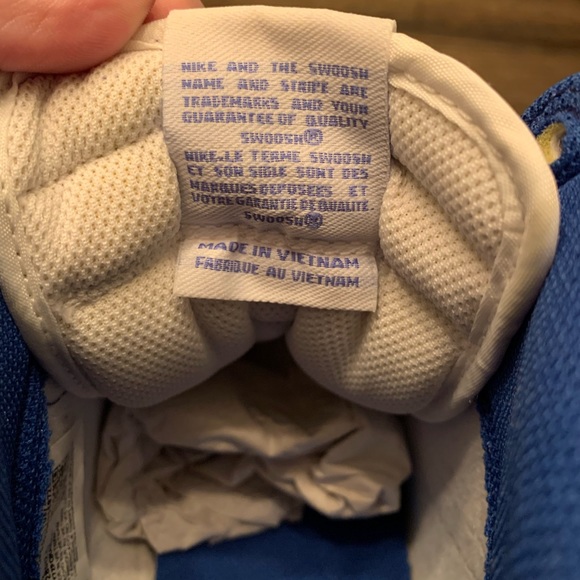 NIKE AND THE SWOOSH
NAME AND STRIPE ARE
TRADEMARKS AND YOUR
GUARANTEE OF QUALITY
SWOOSH®
NIKE.LE TERME SWOOSH
ET SON SIGLE SONT DES
MARQUES DEPOSEES ET
VOTRE GARANTIE DE QUALITE.
SWOOSH®
MADE IN VIETNAM
FABRIQUE AU VIETNAM